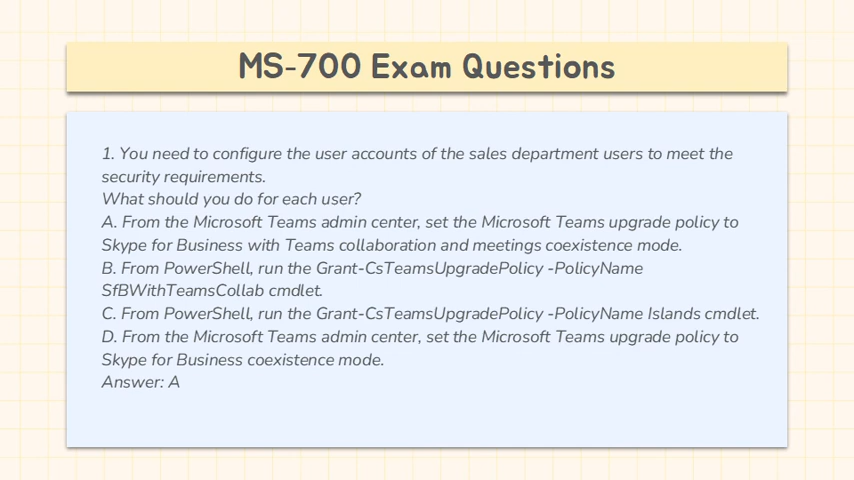 MS-700 Exam Questions
1. You need to configure the user accounts of the sales department users to meet the
security requirements.
What should you do for each user?
A. From the Microsoft Teams admin center, set the Microsoft Teams upgrade policy to
Skype for Business with Teams collaboration and meetings coexistence mode.
B. From PowerShell, run the Grant-CsTeamsUpgradePolicy -PolicyName
SfBWithTeamsCollab cmdlet.
C. From PowerShell, run the Grant-CsTeamsUpgradePolicy -PolicyName Islands cmdlet.
D. From the Microsoft Teams admin center, set the Microsoft Teams upgrade policy to
Skype for Business coexistence mode.
Answer: A